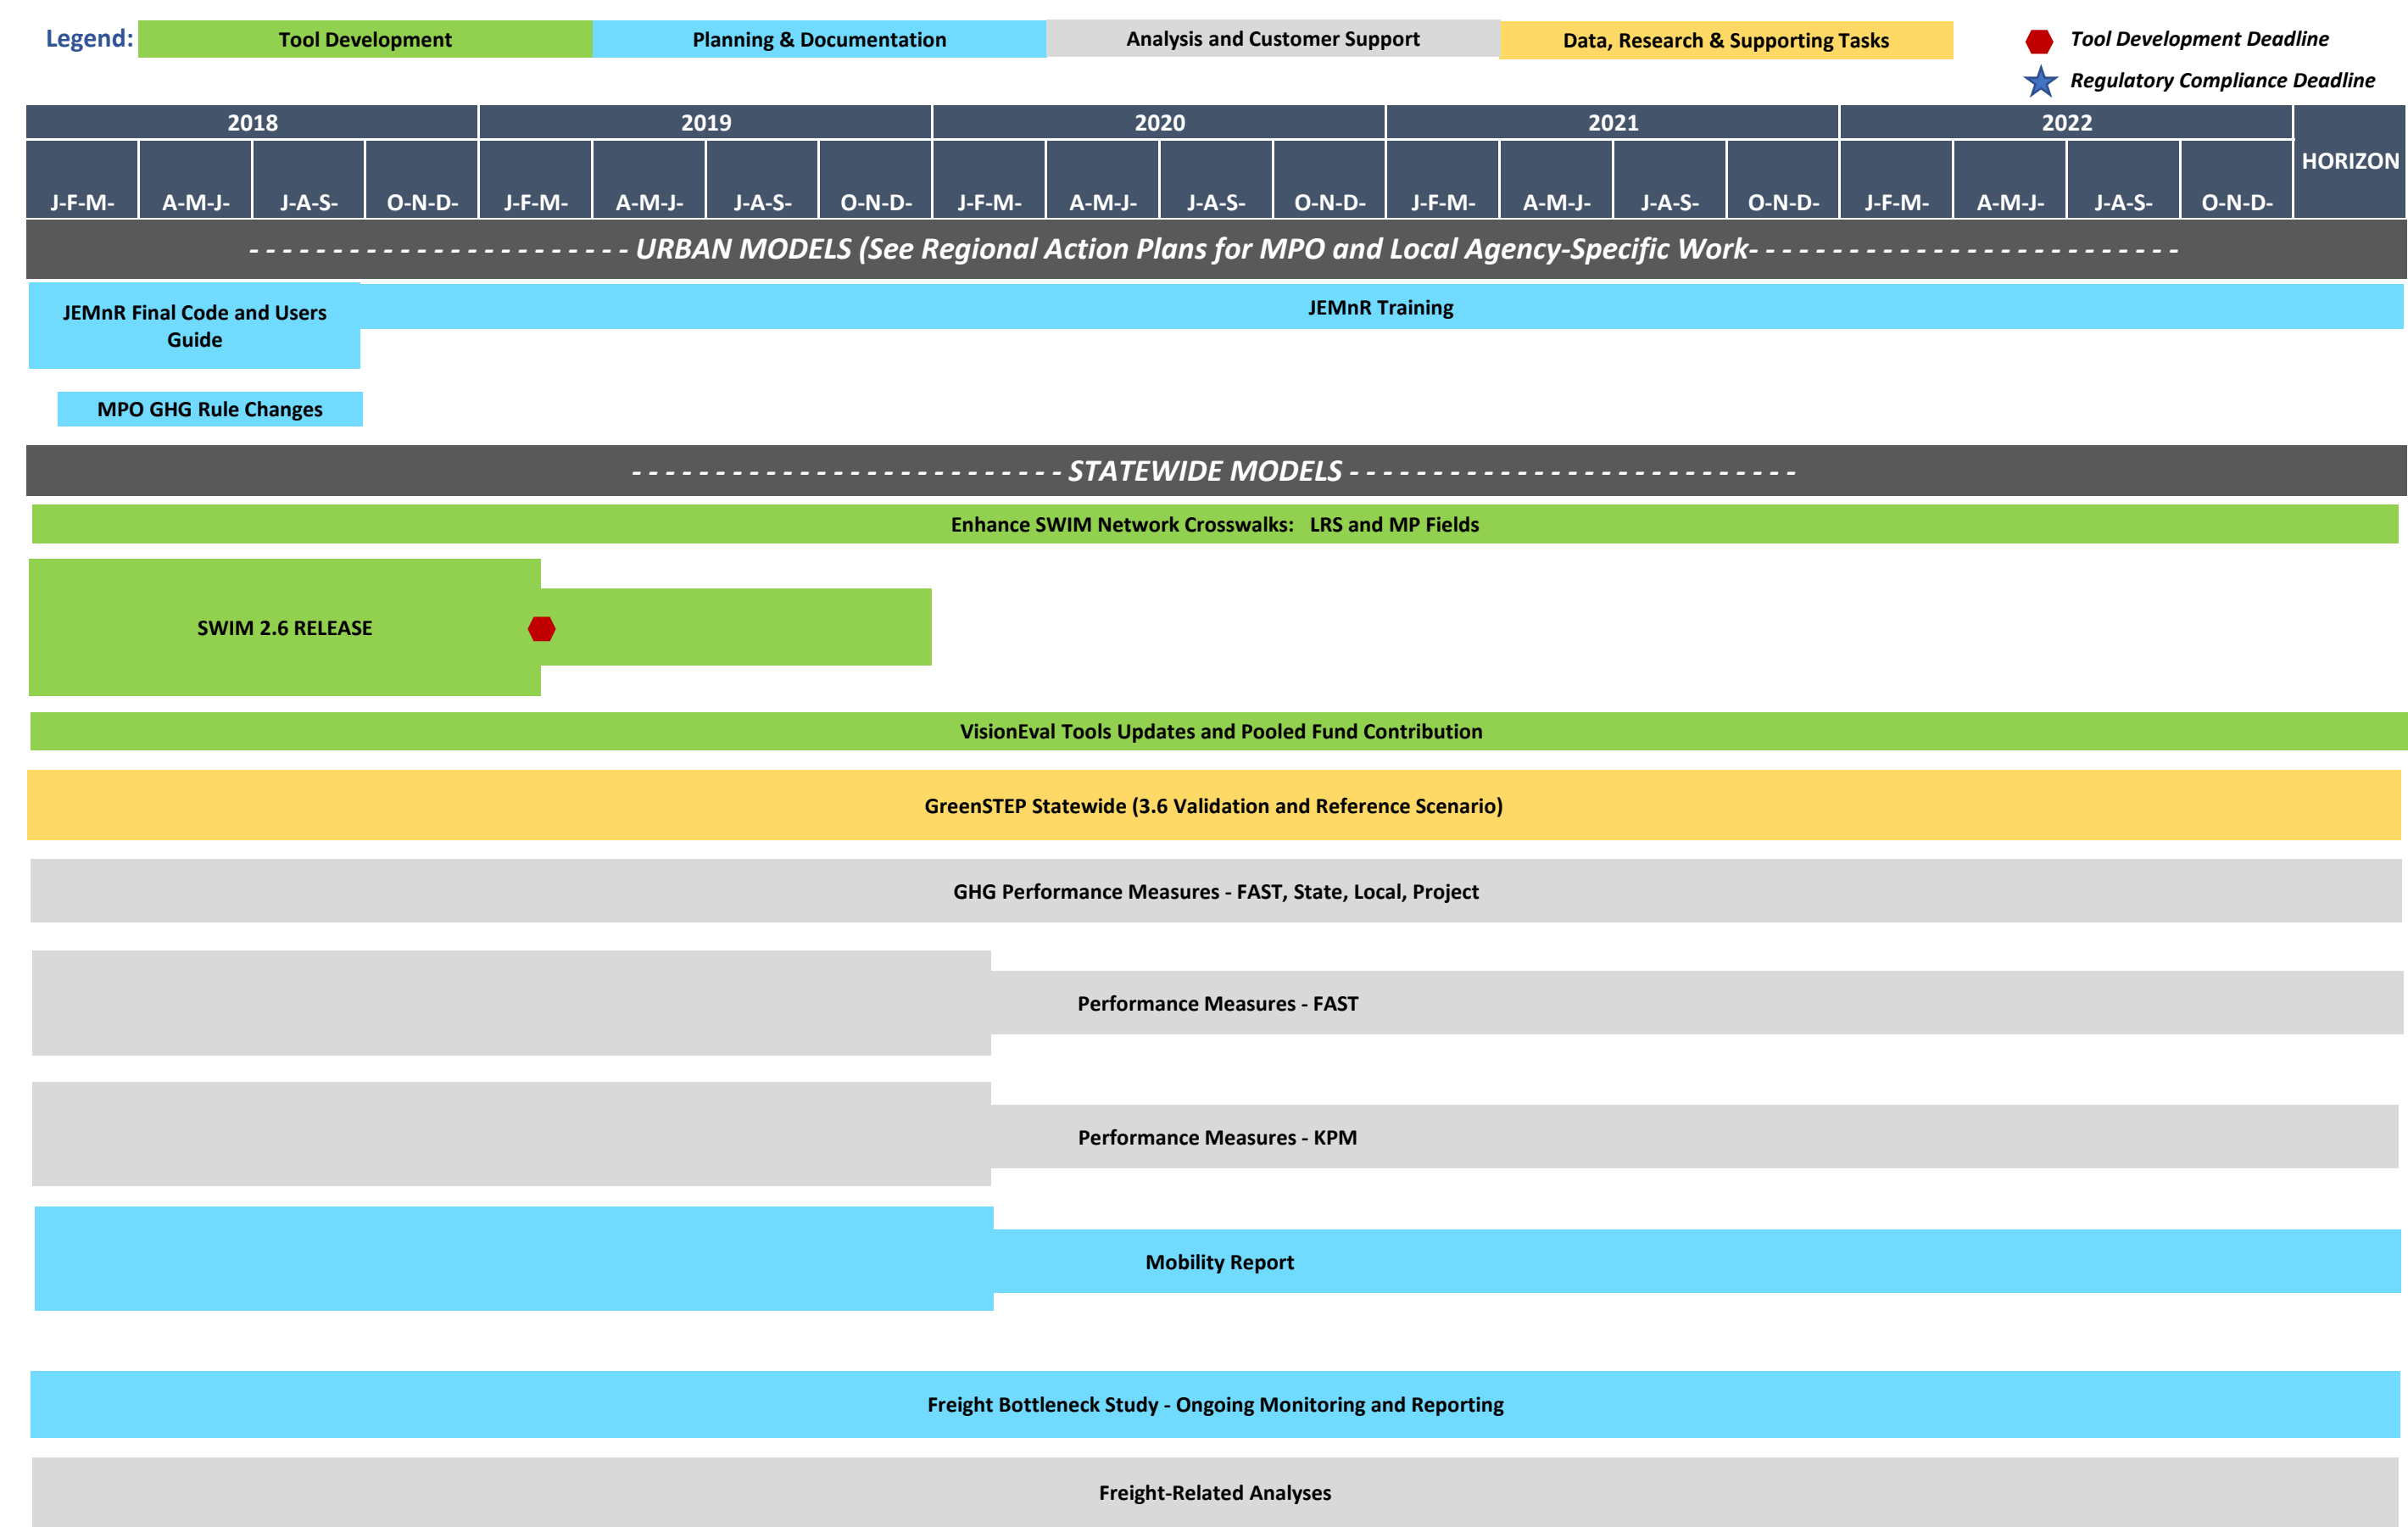 Legend:
Tool Development
Planning & Documentation
Analysis and Customer Support
Data, Research & Supporting Tasks
Tool Development Deadline
Regulatory Compliance Deadline
2018 2019 2020 2021 2022
HORIZON
J-F-M- A-M-J- J-A-S- O-N-D- J-F-M- A-M-J- J-A-S- O-N-D- J-F-M- A-M-J- J-A-S- O-N-D- J-F-M- A-M-J- J-A-S- O-N-D- J-F-M- A-M-J- J-A-S- O-N-D-
- - - - - - - - - - - - - - - - - - - - - - - URBAN MODELS (See Regional Action Plans for MPO and Local Agency-Specific Work- - - - - - - - - - - - - - - - - - - - - - - - - -
JEMnR Final Code and Users
Guide
JEMnR Training
MPO GHG Rule Changes
- - - - - - - - - - - - - - - - - - - - - - - - - - STATEWIDE MODELS - - - - - - - - - - - - - - - - - - - - - - - - - - -
Enhance SWIM Network Crosswalks: LRS and MP Fields
SWIM 2.6 RELEASE
VisionEval Tools Updates and Pooled Fund Contribution
GreenSTEP Statewide (3.6 Validation and Reference Scenario)
GHG Performance Measures - FAST, State, Local, Project
Performance Measures - FAST
Performance Measures - KPM
Mobility Report
Freight Bottleneck Study - Ongoing Monitoring and Reporting
Freight-Related Analyses